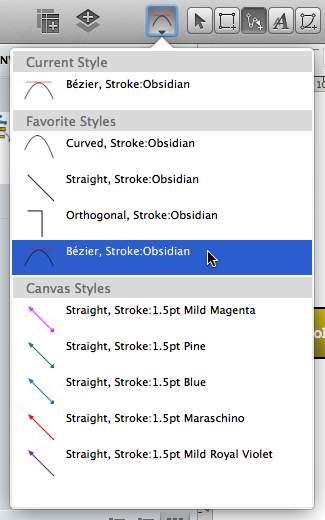 Current Style
Bézier, Stroke:Obsidian
Favorite Styles
Curved, Stroke:Obsidian
Straight, Stroke:Obsidian
Orthogonal, Stroke:Obsidian
Bézier, Stroke:Obsidian
Canvas Styles
Straight, Stroke:1.5pt Mild Magenta
Straight, Stroke:1.5pt Pine
Straight, Stroke:1.5pt Blue
Straight, Stroke:1.5pt Maraschino
Straight, Stroke:1.5pt Mild Royal Violet